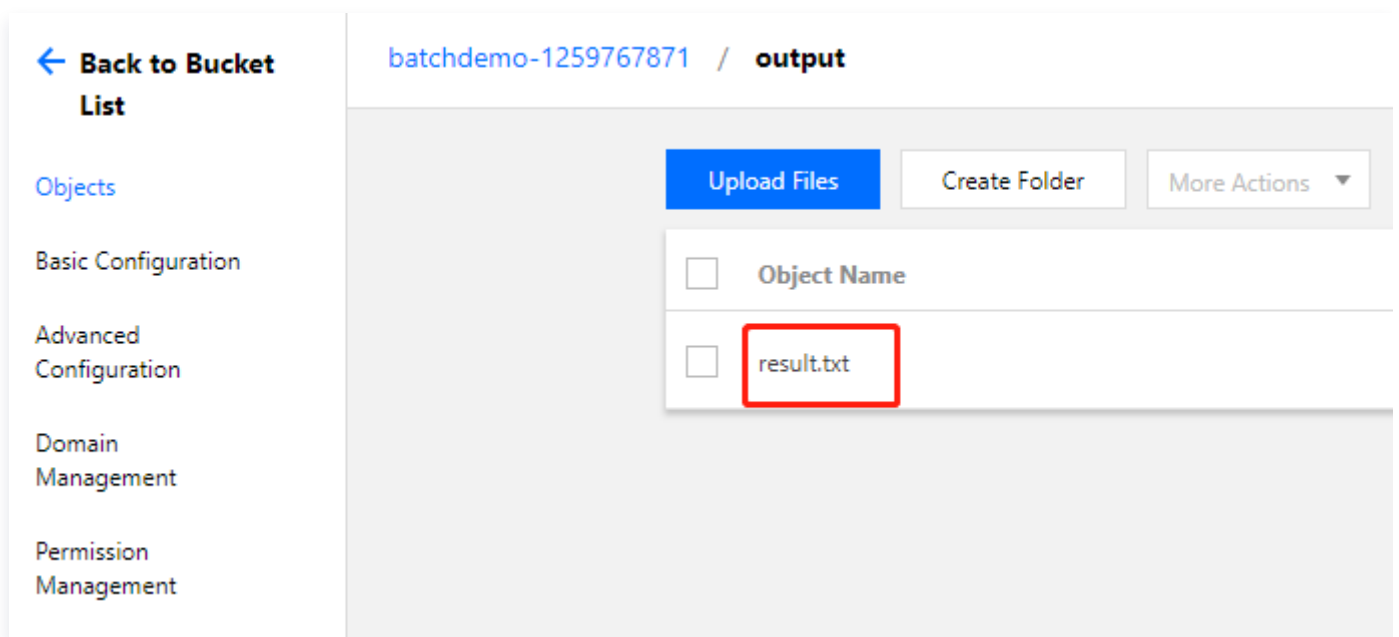 ← Back to Bucket
List
batchdemo-1259767871 / output
Objects
Basic Configuration
Advanced
Configuration
Domain
Management
Permission
Management
Upload Files
Create Folder
More Actions
Object Name
result.txt